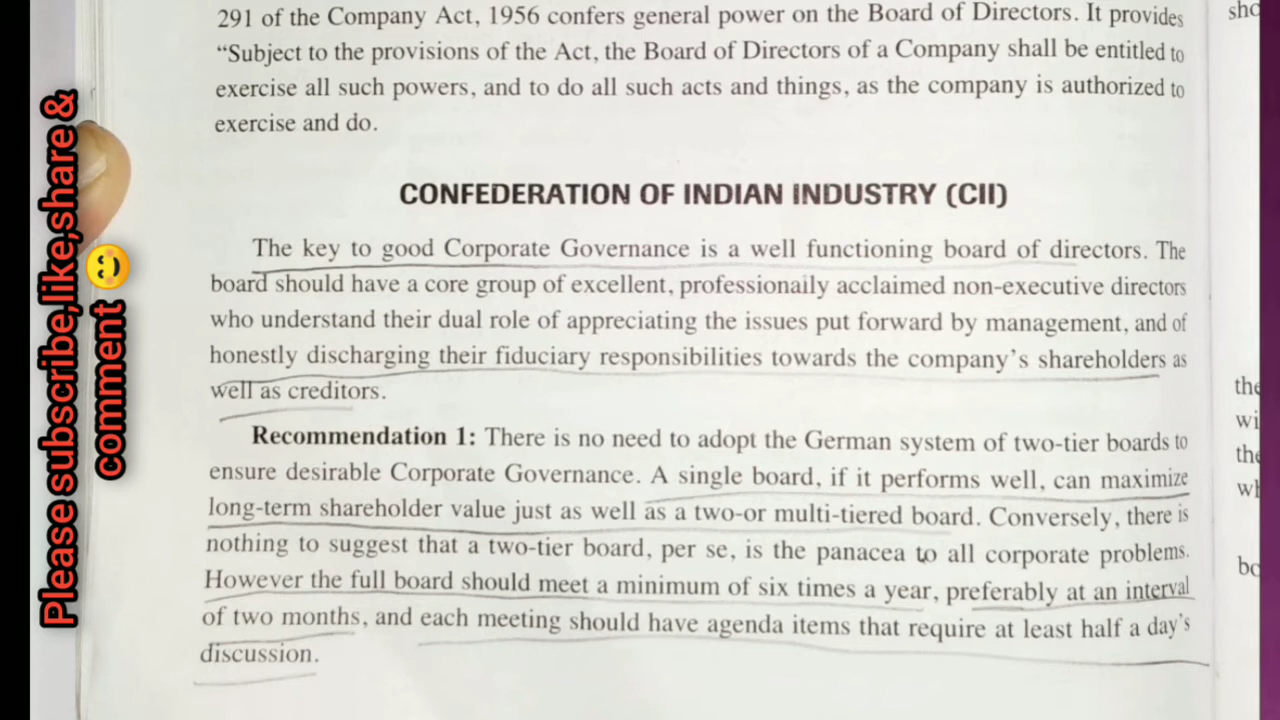 291 of the Company Act, 1956 confers general power on the Board of Directors. It provides
“Subject to the provisions of the Act, the Board of Directors of a Company shall be entitled to
exercise all such powers, and to do all such acts and things, as the company is authorized to
exercise and do.
CONFEDERATION OF INDIAN INDUSTRY (CII)
The key to good Corporate Governance is a well functioning board of directors. The
board should have a core group of excellent, professionally acclaimed non-executive directors
who understand their dual role of appreciating the issues put forward by management, and of
honestly discharging their fiduciary responsibilities towards the company’s shareholders as
well as creditors.
Recommendation 1: There is no need to adopt the German system of two-tier boards to
ensure desirable Corporate Governance. A single board, if it performs well, can maximize
long-term shareholder value just as well as a two-or multi-tiered board. Conversely, there is
nothing to suggest that a two-tier board, per se, is the panacea to all corporate problems.
However the full board should meet a minimum of six times a year, preferably at an interval
of two months, and each meeting should have agenda items that require at least half a day’s
discussion.
Please subscribe,like,share &
comment 😊
the
the